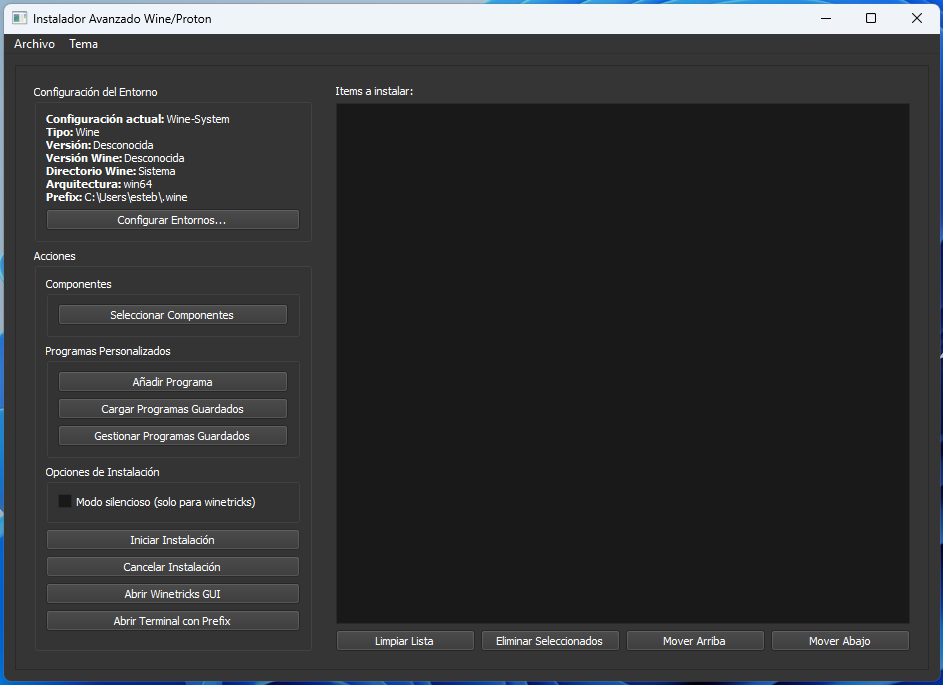 Instalador Avanzado Wine/Proton
Archivo Tema
Configuración del Entorno
Configuración actual: Wine-System
Tipo: Wine
Versión: Desconocida
Versión Wine: Desconocida
Directorio Wine: Sistema
Arquitectura: win64
Prefix: C:\Users\esteb\.wine
Configurar Entornos...
Acciones
Componentes
Seleccionar Componentes
Programas Personalizados
Añadir Programa
Cargar Programas Guardados
Gestionar Programas Guardados
Opciones de Instalación
Modo silencioso (solo para winetricks)
Iniciar Instalación
Cancelar Instalación
Abrir Winetricks GUI
Abrir Terminal con Prefix
Items a instalar:
Limpiar Lista
Eliminar Seleccionados
Mover Arriba
Mover Abajo